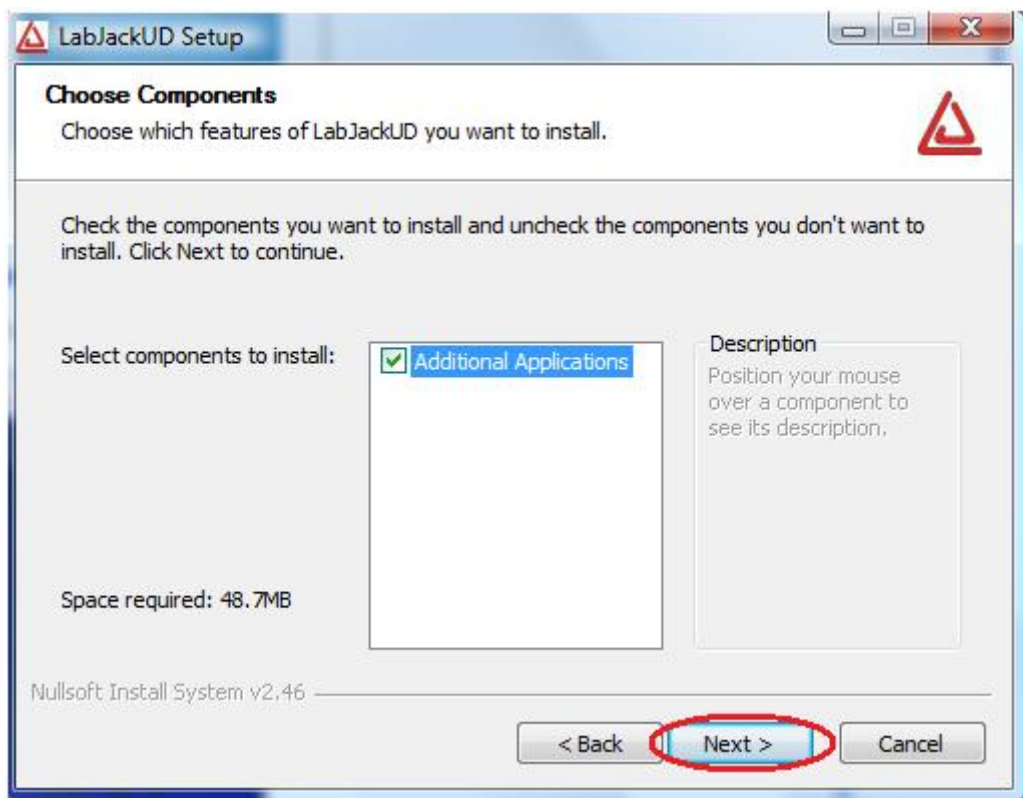 LabJackUD Setup
Choose Components
Choose which features of LabJackUD you want to install.
Check the components you want to install and uncheck the components you don't want to
install. Click Next to continue.
Select components to install:
Additional Applications
Description
Position your mouse
over a component to
see its description.
Space required: 48.7MB
Nullsoft Install System v2.46
< Back
Next >
Cancel